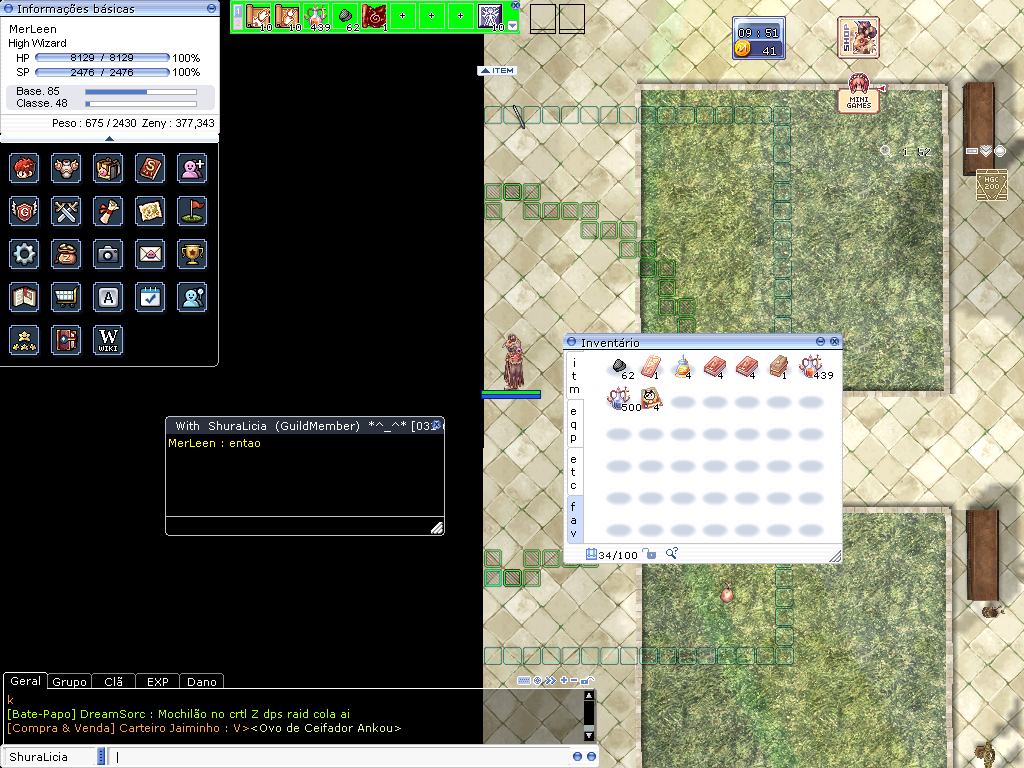 Informações básicas
MerLeen
High Wizard
HP 8129 / 8129 100%
SP 2476 / 2476 100%
Base. 85
Classe. 48
Peso : 675 / 2430 Zeny : 377,343
WIKI
10 10 439 62 1 10
ITEM
09 : 51
41
SHOP
MINI
GAMES
1 52
HGC
200
With ShuraLicia (GuildMember) *^_^*
MerLeen : entao
Inventário
itm
eqp
etc
fav
62 1 4 4 4 1 439
500 4
34/100
Geral Grupo Clã EXP Dano
k
[Bate-Papo] DreamSorc : Mochilão no crtl Z dps raid cola ai
[Compra & Venda] Carteiro Jaiminho : V><Ovo de Ceifador Ankou>
ShuraLicia